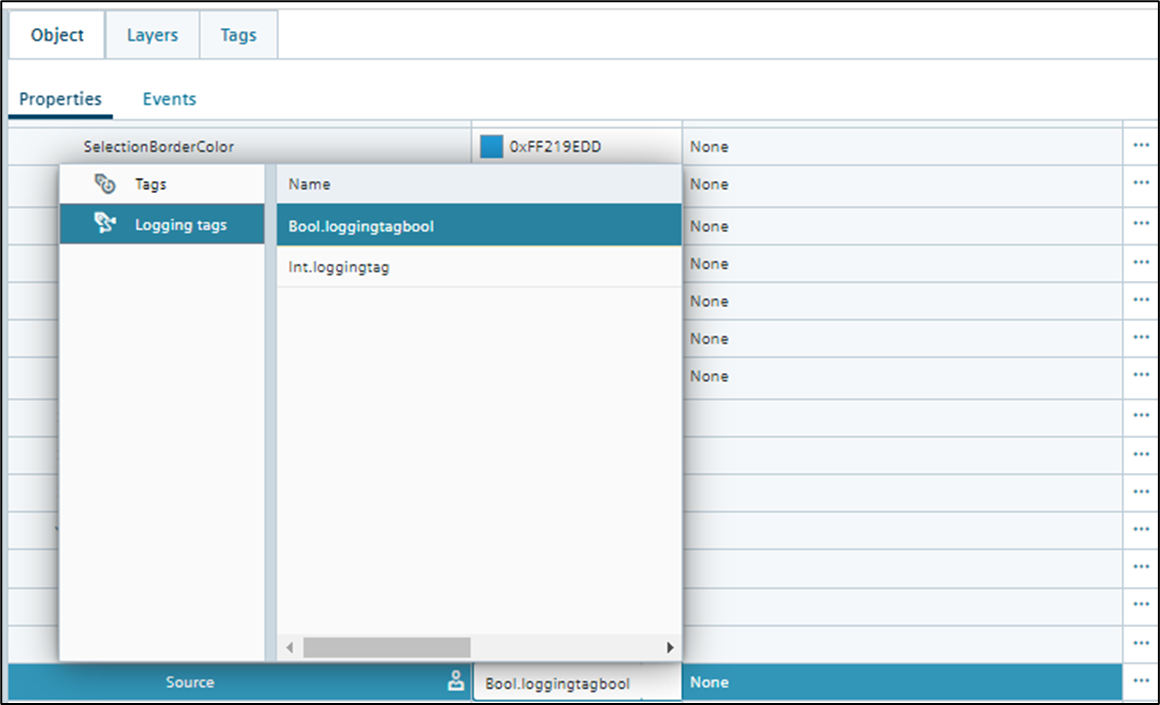 Object Layers Tags
Properties Events
SelectionBorderColor 0xFF219EDD None
Tags Name None
Logging tags Bool.loggingtagbool None
Int.loggingtag None
None
None
None
Source Bool.loggingtagbool None